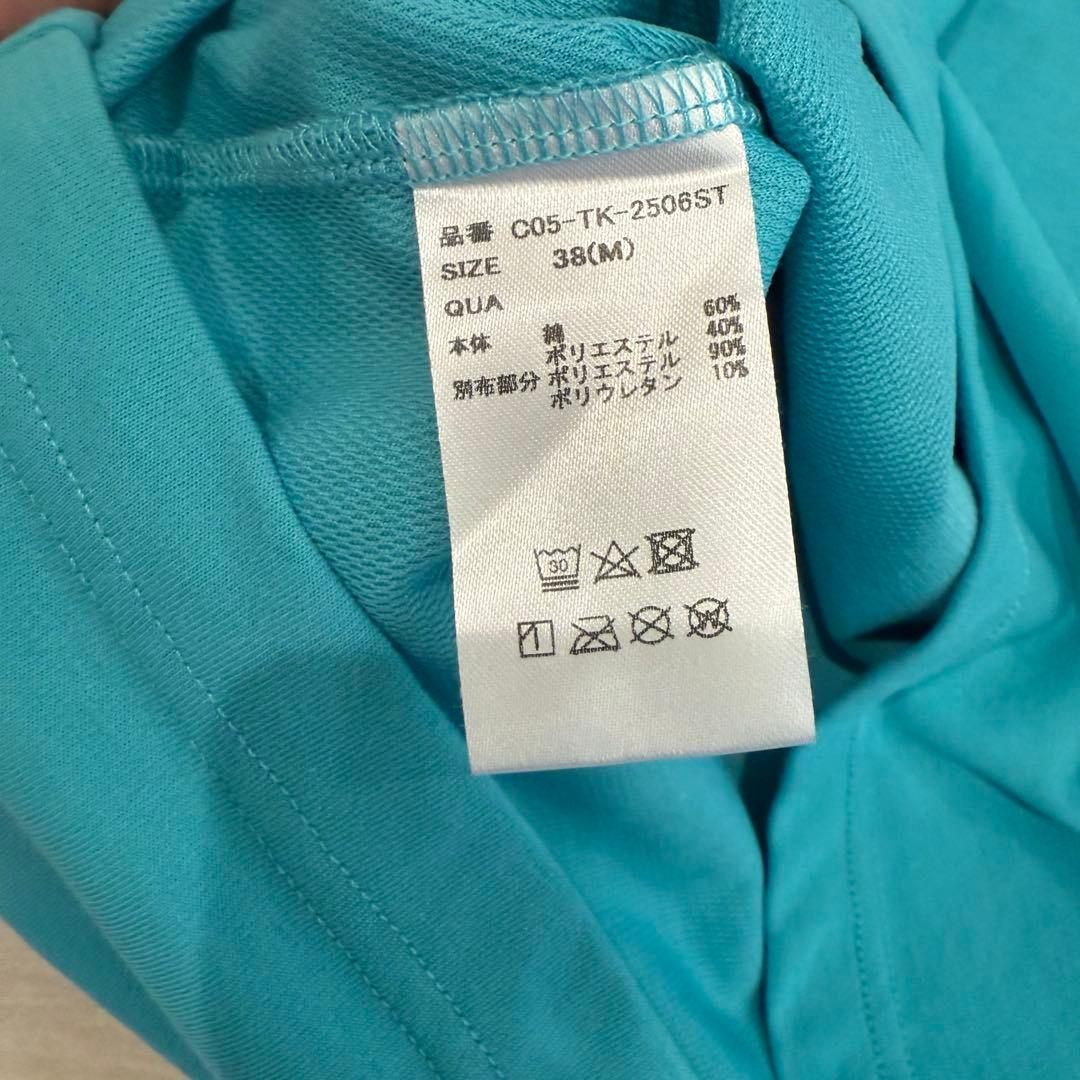 品番 C05-TK-2506ST
SIZE 38(M)
QUA
本体 綿 60%
ポリエステル 40%
別布部分 ポリエステル 90%
ポリウレタン 10%
30
W